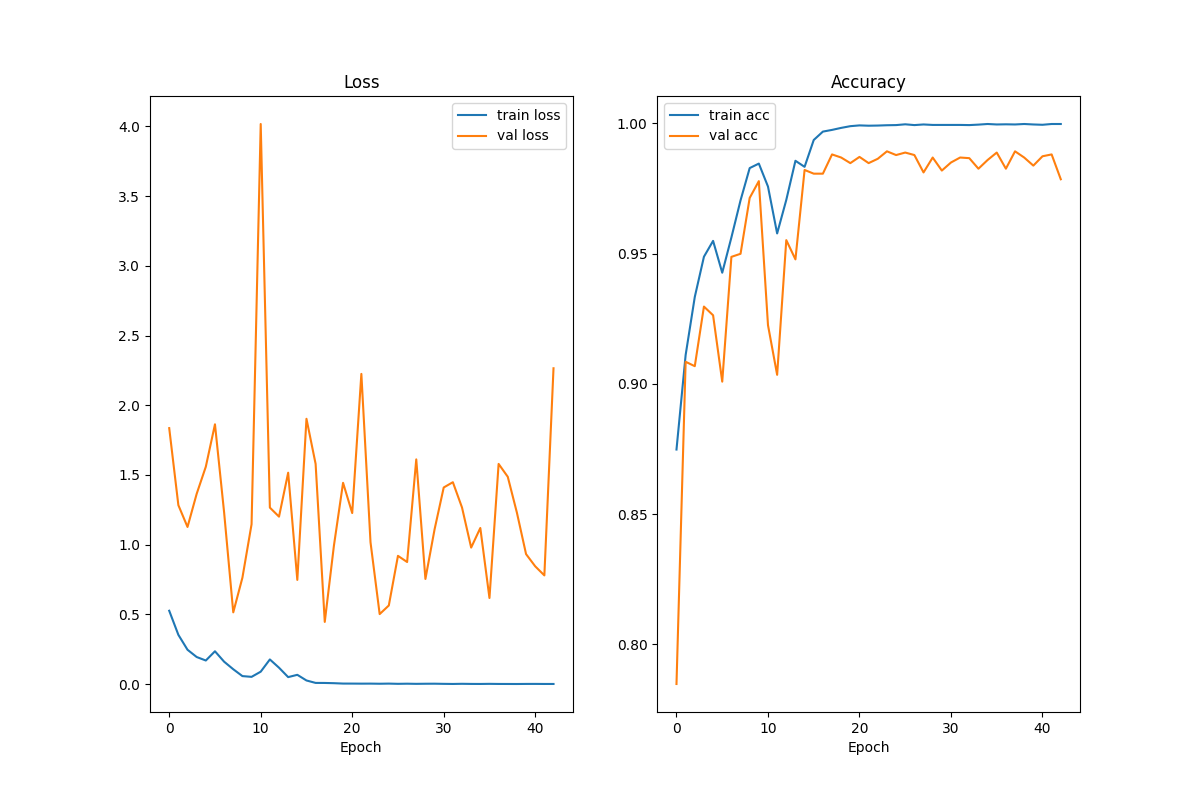 Loss
train loss
val loss
4.0
3.5
3.0
2.5
2.0
1.5
1.0
0.5
0.0
0 10 20 30 40
Epoch
Accuracy
train acc
val acc
1.00
0.95
0.90
0.85
0.80
0 10 20 30 40
Epoch